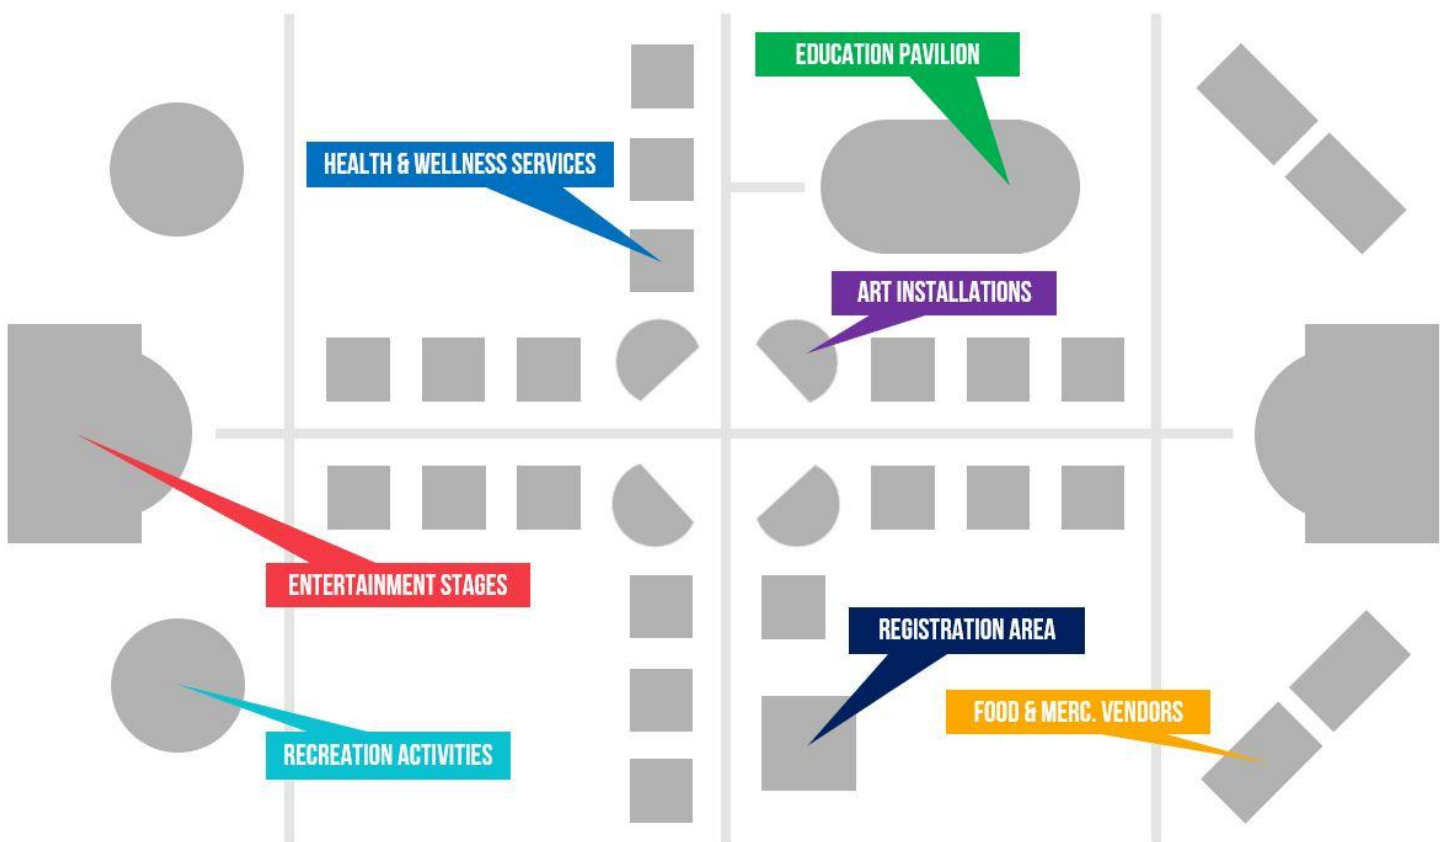 EDUCATION PAVILION
HEALTH & WELLNESS SERVICES
ART INSTALLATIONS
ENTERTAINMENT STAGES
REGISTRATION AREA
FOOD & MERC. VENDORS
RECREATION ACTIVITIES